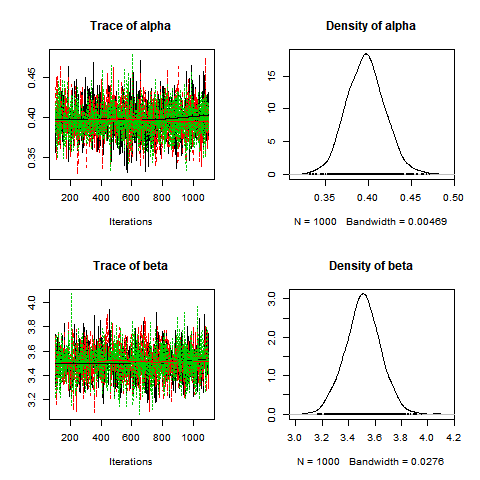 Trace of alpha
0.35 0.40 0.45
200 400 600 800 1000
Iterations
Density of alpha
0 5 10 15
0.35 0.40 0.45 0.50
N = 1000 Bandwidth = 0.00469
Trace of beta
3.2 3.4 3.6 3.8 4.0
200 400 600 800 1000
Iterations
Density of beta
0.0 1.0 2.0 3.0
3.0 3.2 3.4 3.6 3.8 4.0 4.2
N = 1000 Bandwidth = 0.0276